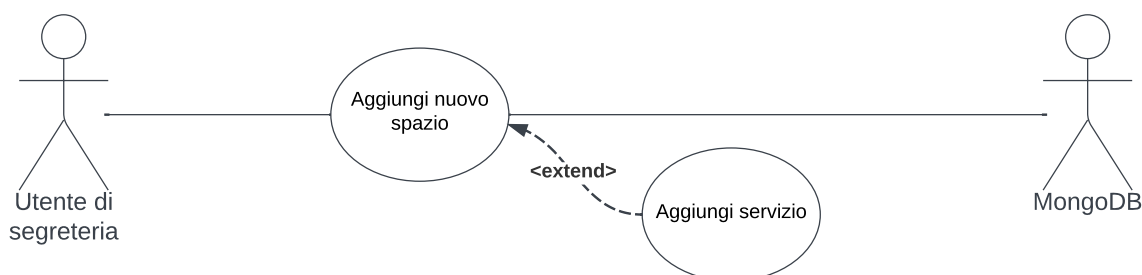 Aggiungi nuovo
spazio
<extend>
Aggiungi servizio
Utente di
segreteria
MongoDB